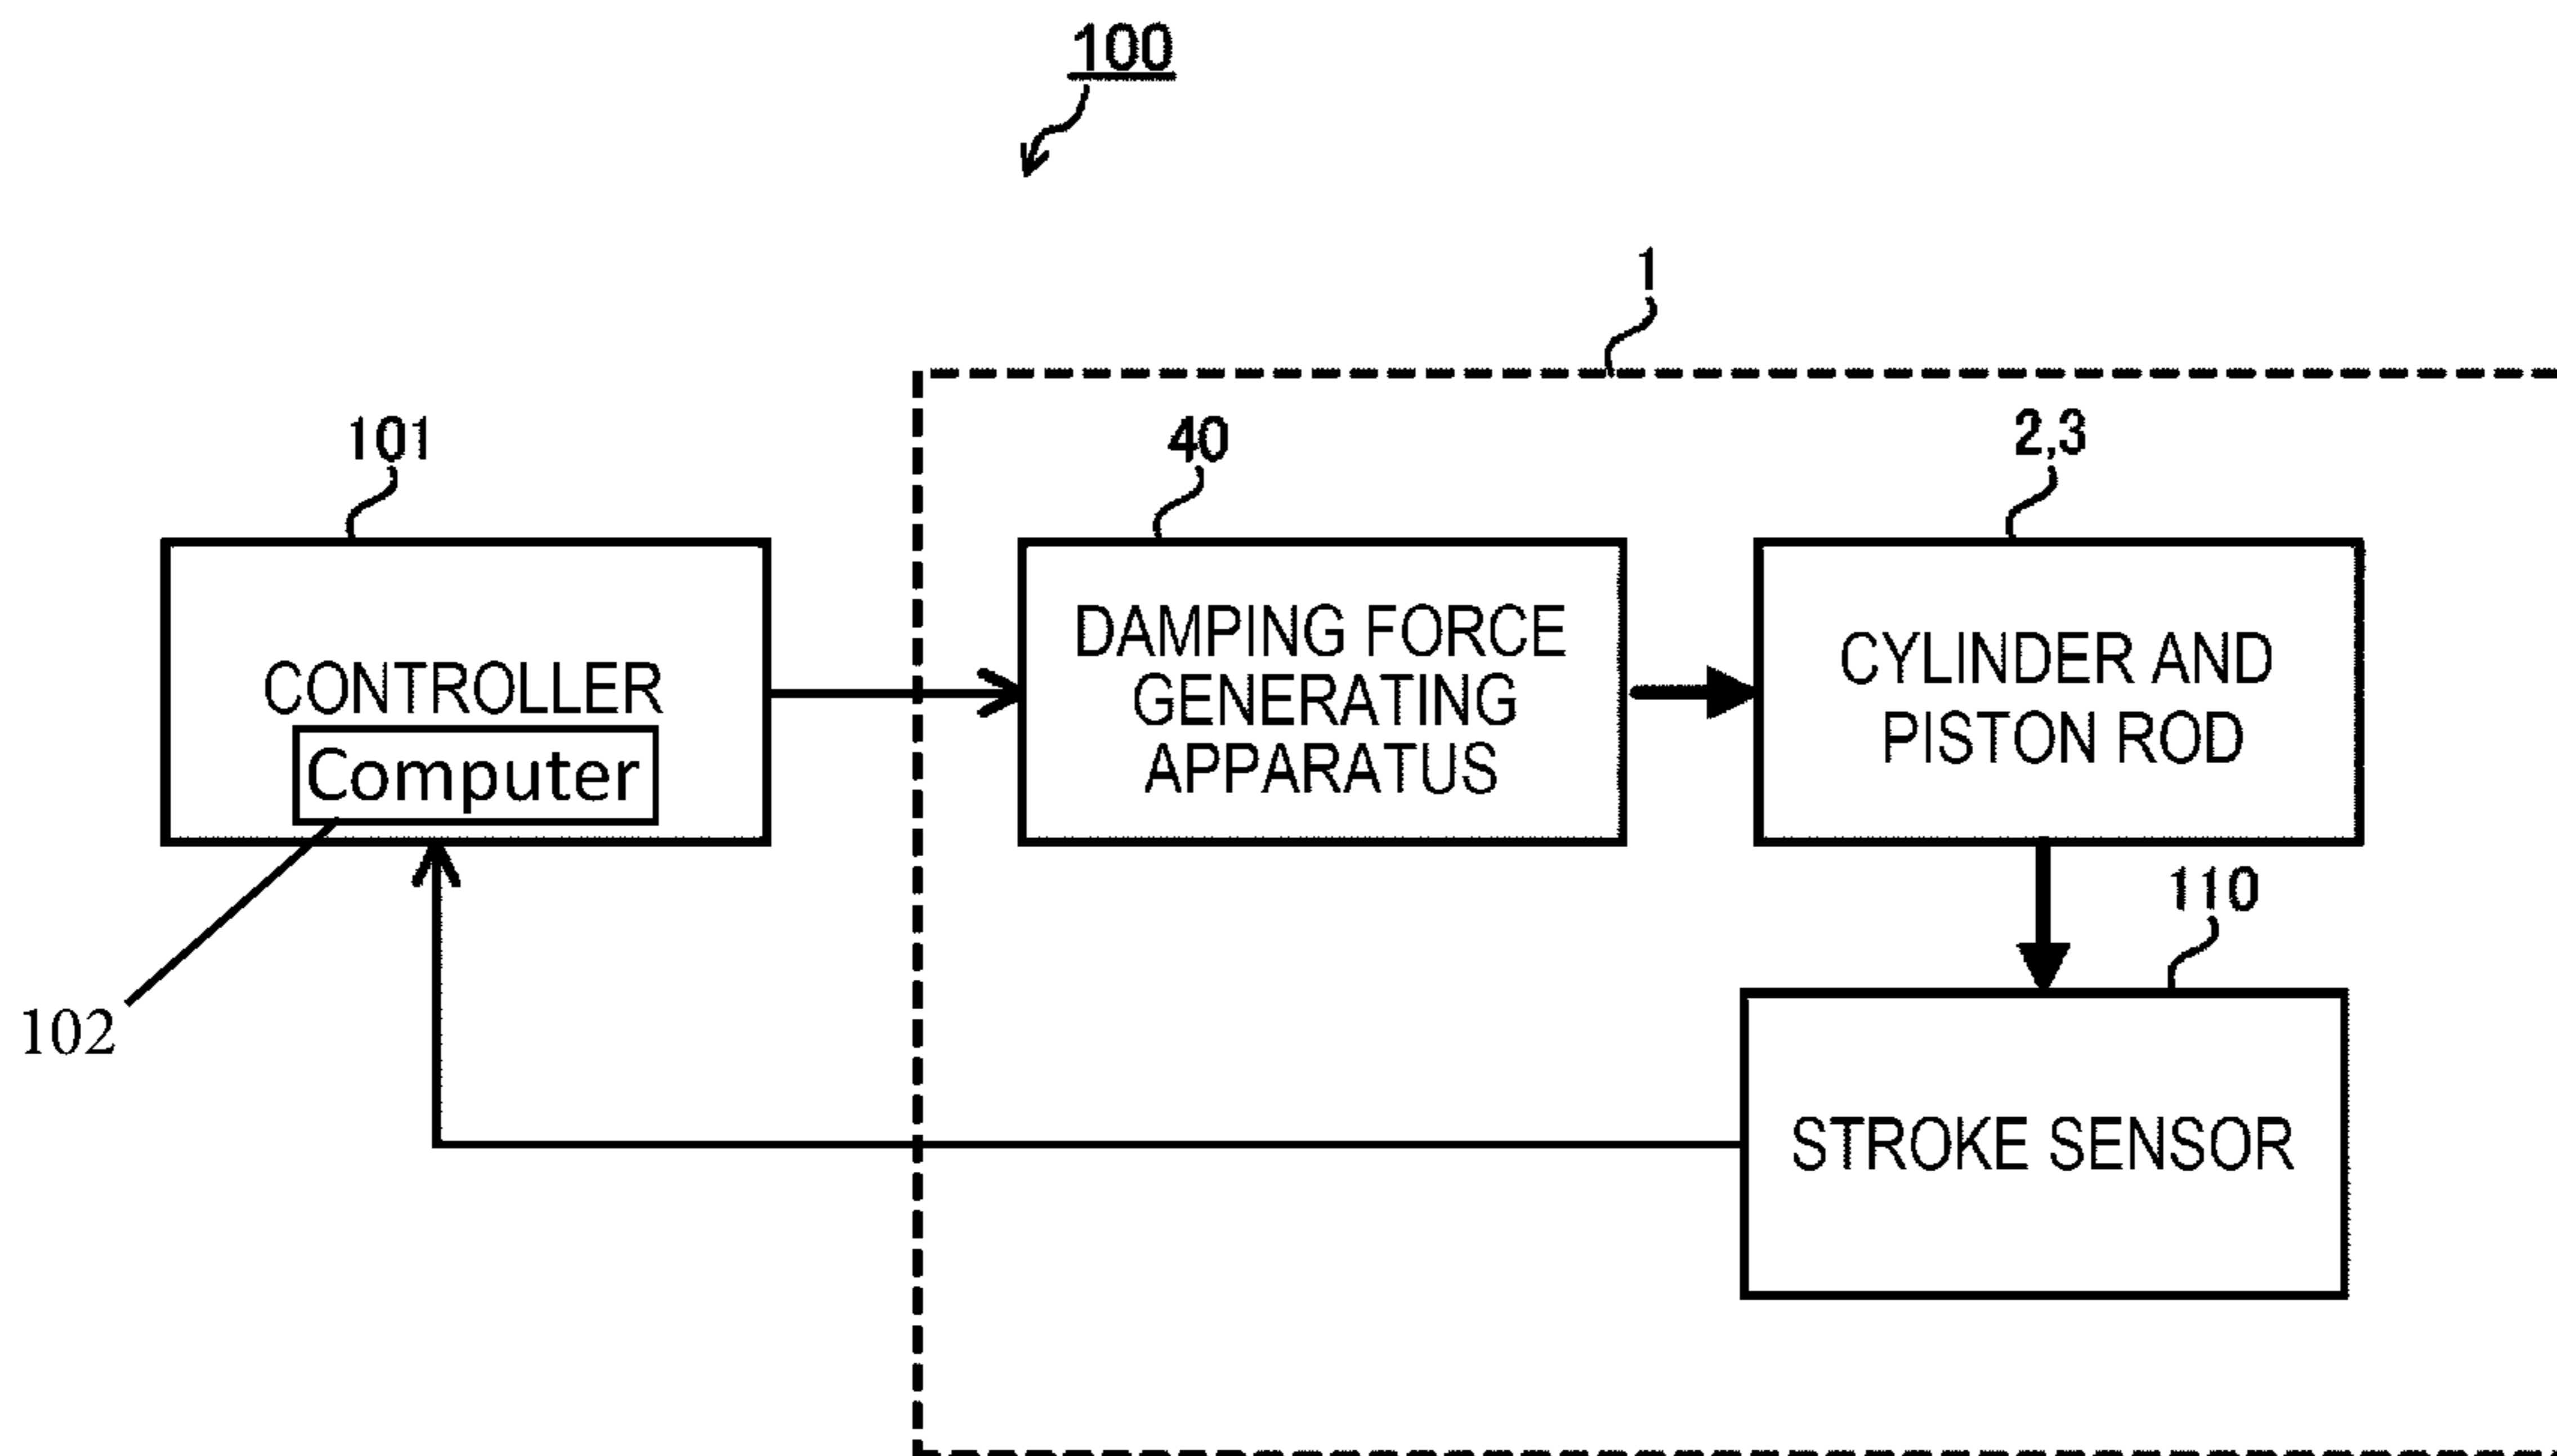 100
1
101
40
2,3
CONTROLLER
Computer
DAMPING FORCE
GENERATING
APPARATUS
CYLINDER AND
PISTON ROD
110
102
STROKE SENSOR